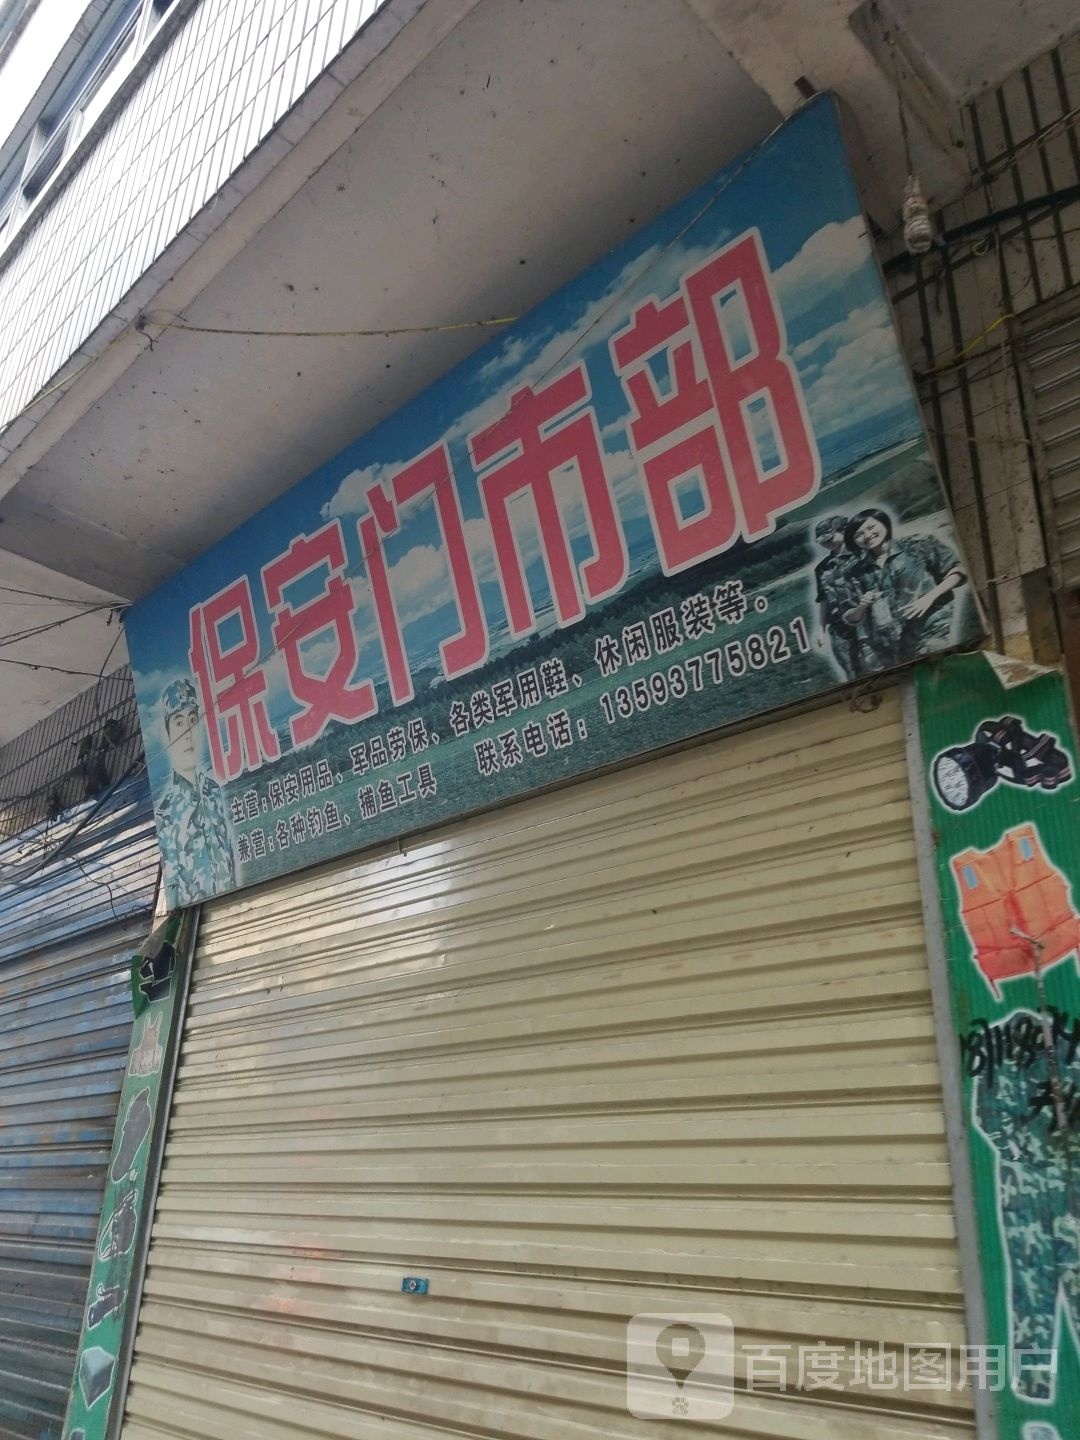 保安门市部
主营:保安用品、军品劳保、各类军用鞋、休闲服装等。
兼营:各种钓鱼、捕鱼工具 联系电话:13593775821
百度地图用户